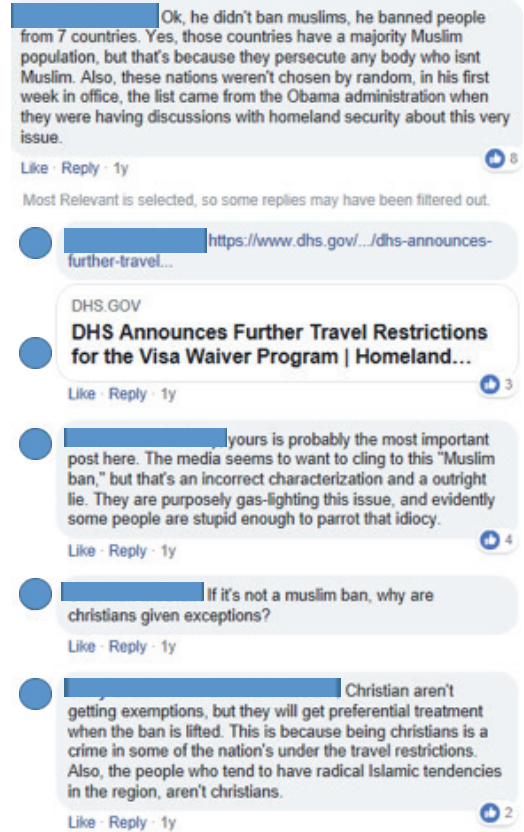 Ok, he didn't ban muslims, he banned people
from 7 countries. Yes, those countries have a majority Muslim
population, but that's because they persecute any body who isnt
Muslim. Also, these nations weren't chosen by random, in his first
week in office, the list came from the Obama administration when
they were having discussions with homeland security about this very
issue.
8
Like · Reply · 1y
Most Relevant is selected, so some replies may have been filtered out.
https://www.dhs.gov/.../dhs-announces-
further-travel...
DHS.GOV
DHS Announces Further Travel Restrictions
for the Visa Waiver Program | Homeland...
3
Like · Reply · 1y
, yours is probably the most important
post here. The media seems to want to cling to this "Muslim
ban," but that's an incorrect characterization and a outright
lie. They are purposely gas-lighting this issue, and evidently
some people are stupid enough to parrot that idiocy.
4
Like · Reply · 1y
If it's not a muslim ban, why are
christians given exceptions?
Like · Reply · 1y
Christian aren't
getting exemptions, but they will get preferential treatment
when the ban is lifted. This is because being christians is a
crime in some of the nation's under the travel restrictions.
Also, the people who tend to have radical Islamic tendencies
in the region, aren't christians.
2
Like · Reply · 1y